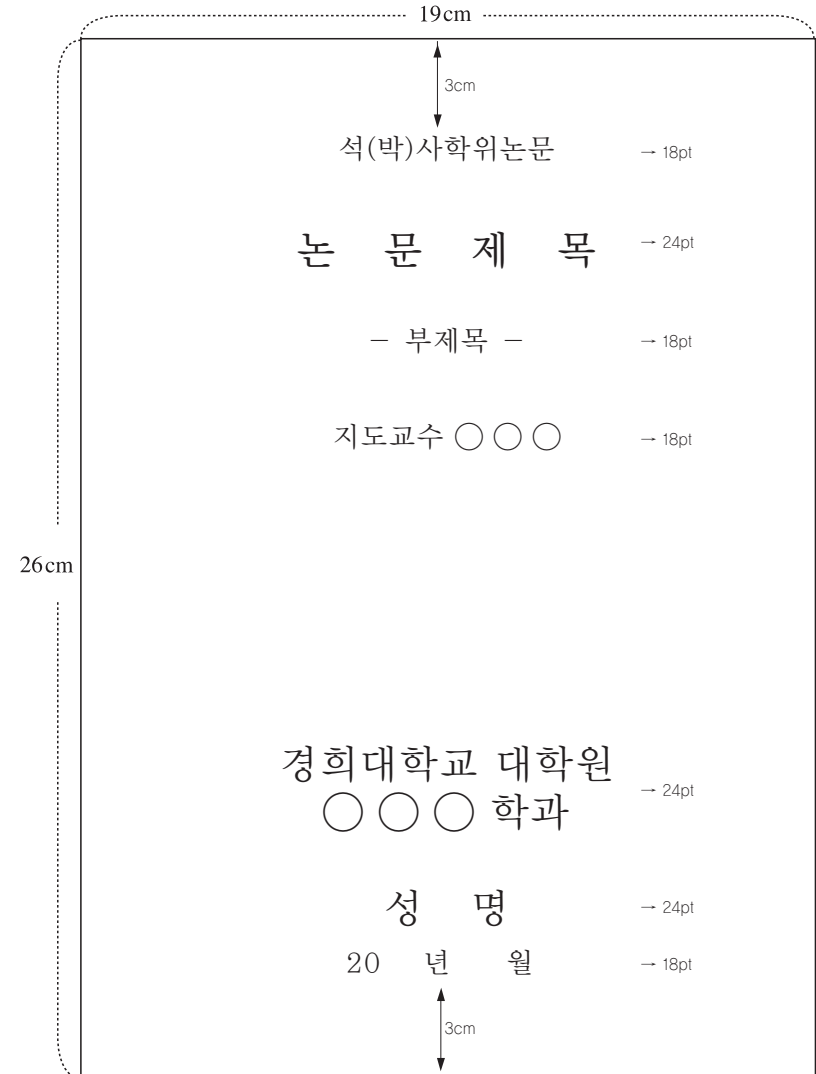 19cm
3cm
석(박)사학위논문 → 18pt
논 문 제 목 → 24pt
– 부제목 – → 18pt
지도교수 ○ ○ ○ → 18pt
26cm
경희대학교 대학원
○ ○ ○ 학과 → 24pt
성 명 → 24pt
20 년 월 → 18pt
3cm